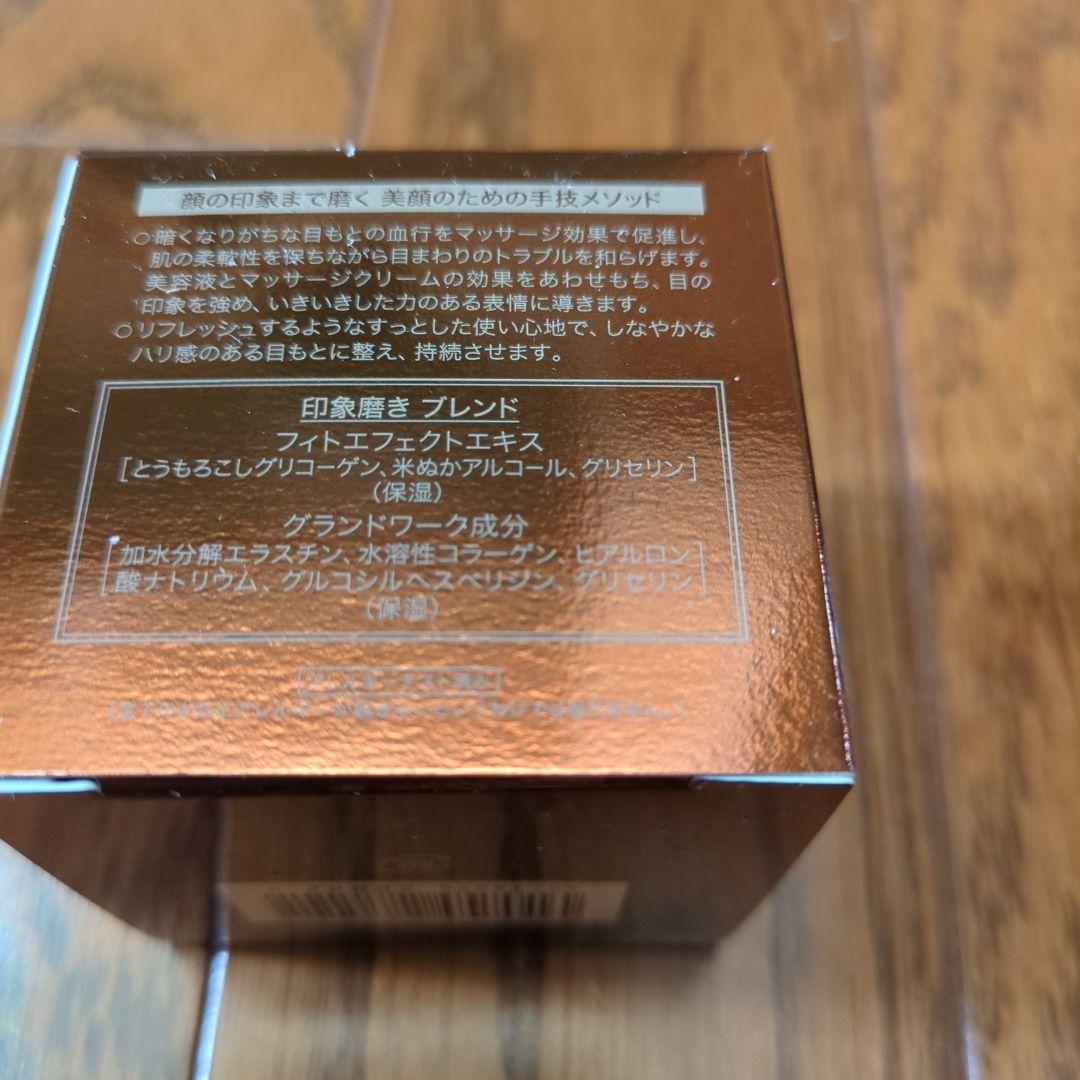 顔の印象まで磨く 美顔のための手技メソッド
○暗くなりがちな目もとの血行をマッサージ効果で促進し、
肌の柔軟性を保ちながら目まわりのトラブルを和らげます。
美容液とマッサージクリームの効果をあわせもち、目の
印象を強め、いきいきした力のある表情に導きます。
○リフレッシュするようなすっとした使い心地で、しなやかな
ハリ感のある目もとに整え、持続させます。
印象磨き ブレンド
フィトエフェクトエキス
[とうもろこしグリコーゲン、米ぬかアルコール、グリセリン]
(保湿)
グランドワーク成分
[加水分解エラスチン、水溶性コラーゲン、ヒアルロン
酸ナトリウム、グルコシルヘスペリジン、グリセリン]
(保湿)